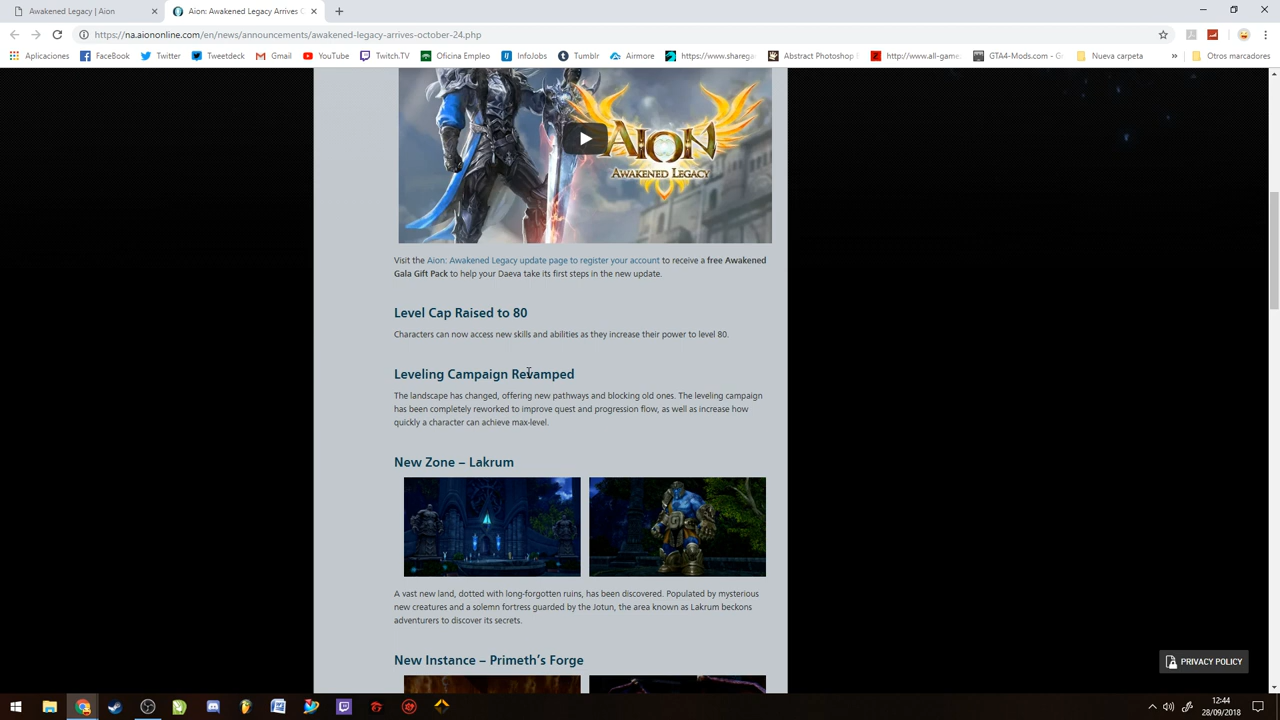 Awakened Legacy | Aion
Aion: Awakened Legacy Arrives O
na.aiononline.com/en/news/announcements/awakened-legacy-arrives-october-24.php
Aplicaciones FaceBook Twitter Tweetdeck Gmail YouTube Twitch.TV Oficina Empleo InfoJobs Tumblr Airmore https://www.sharega Abstract Photoshop http://www.all-game. GTA4-Mods.com - G Nueva carpeta » Otros marcadores
AION
AWAKENED LEGACY
Visit the Aion: Awakened Legacy update page to register your account to receive a free Awakened
Gala Gift Pack to help your Daeva take its first steps in the new update.
Level Cap Raised to 80
Characters can now access new skills and abilities as they increase their power to level 80.
Leveling Campaign Revamped
The landscape has changed, offering new pathways and blocking old ones. The leveling campaign
has been completely reworked to improve quest and progression flow, as well as increase how
quickly a character can achieve max-level.
New Zone – Lakrum
A vast new land, dotted with long-forgotten ruins, has been discovered. Populated by mysterious
new creatures and a solemn fortress guarded by the Jotun, the area known as Lakrum beckons
adventurers to discover its secrets.
New Instance – Primeth's Forge
PRIVACY POLICY
12:44
28/09/2018